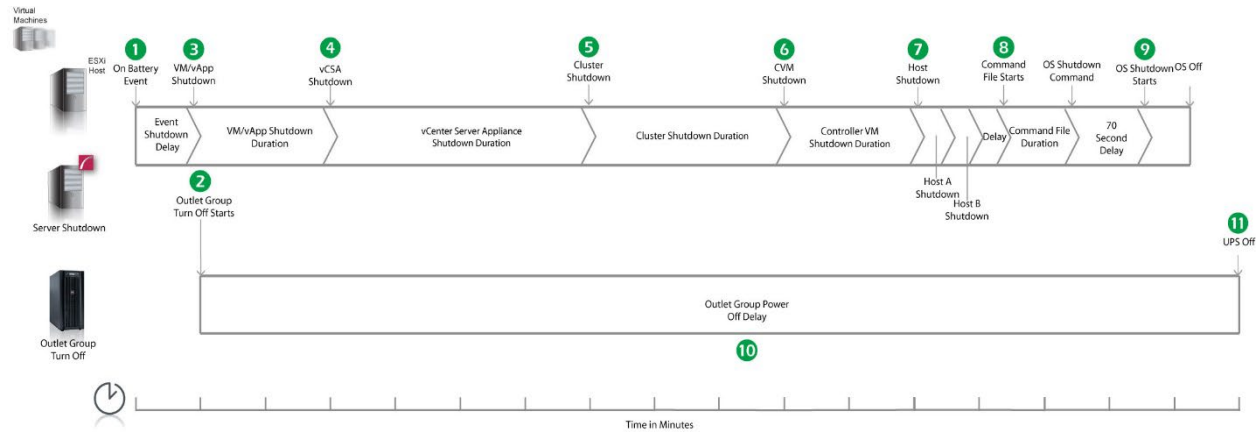 Virtual
Machines
ESXi
Host
1
On Battery
Event
3
VM/vApp
Shutdown
4
vCSA
Shutdown
5
Cluster
Shutdown
6
CVM
Shutdown
7
Host
Shutdown
8
Command
File Starts
OS Shutdown
Command
9
OS Shutdown
Starts
OS Off
Event
Shutdown
Delay
VM/vApp Shutdown
Duration
vCenter Server Appliance
Shutdown Duration
Cluster Shutdown Duration
Controller VM
Shutdown Duration
Delay
Command File
Duration
70
Second
Delay
Host A
Shutdown
Host B
Shutdown
Server Shutdown
2
Outlet Group
Turn Off Starts
11
UPS Off
Outlet Group Power
Off Delay
10
Outlet Group
Turn Off
Time in Minutes